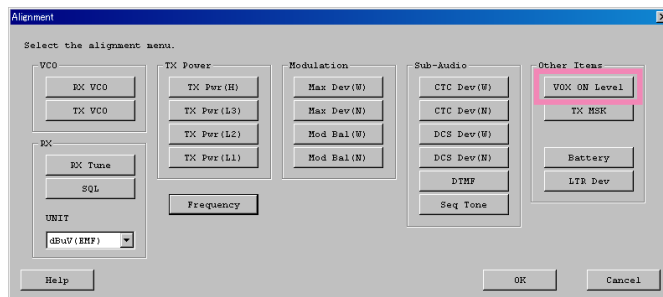 Alignment
Select the alignment menu.
VCO
RX VCO
TX VCO
RX
RX Tune
SQL
UNIT
dBuV(EMF)
TX Power
TX Pwr(H)
TX Pwr(L3)
TX Pwr(L2)
TX Pwr(L1)
Frequency
Modulation
Max Dev(W)
Max Dev(N)
Mod Bal(W)
Mod Bal(N)
Sub-Audio
CTC Dev(W)
CTC Dev(N)
DCS Dev(W)
DCS Dev(N)
DTMF
Seq Tone
Other Items
VOX ON Level
TX MSK
Battery
LTR Dev
Help
OK
Cancel